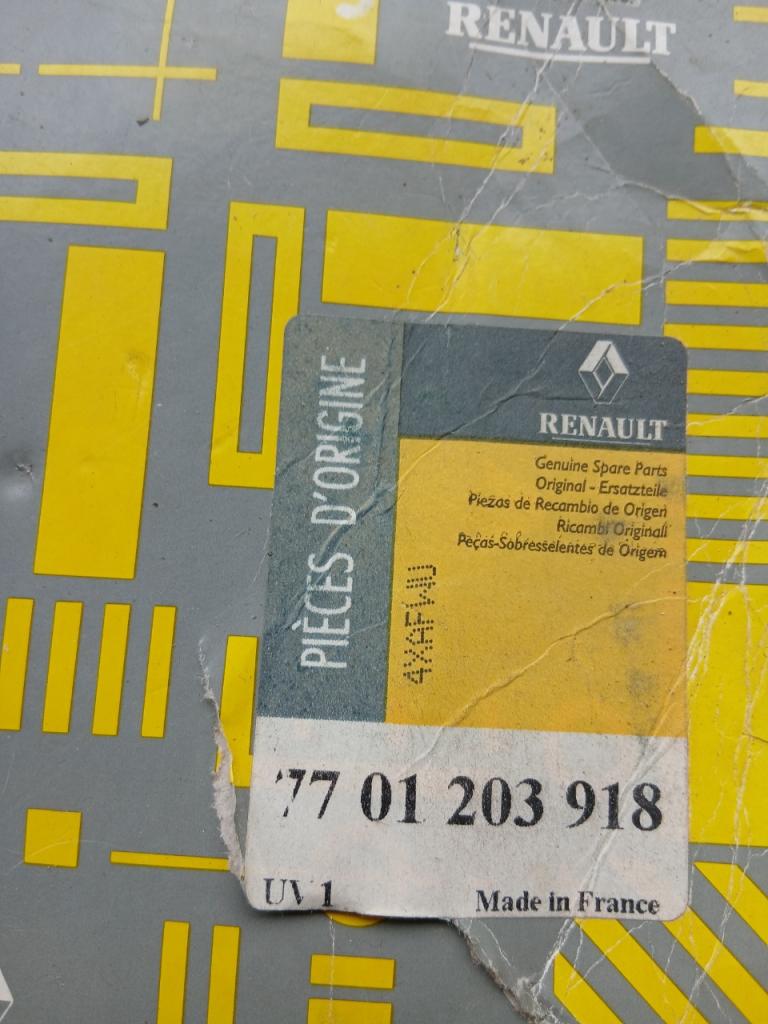 RENAULT
PIÈCES D'ORIGINE
RENAULT
Genuine Spare Parts
Original - Ersatzteile
Piezas de Recambio de Origen
Ricambi Originali
Peças-Sobresselentes de Origem
77 01 203 918
UV 1
Made in France